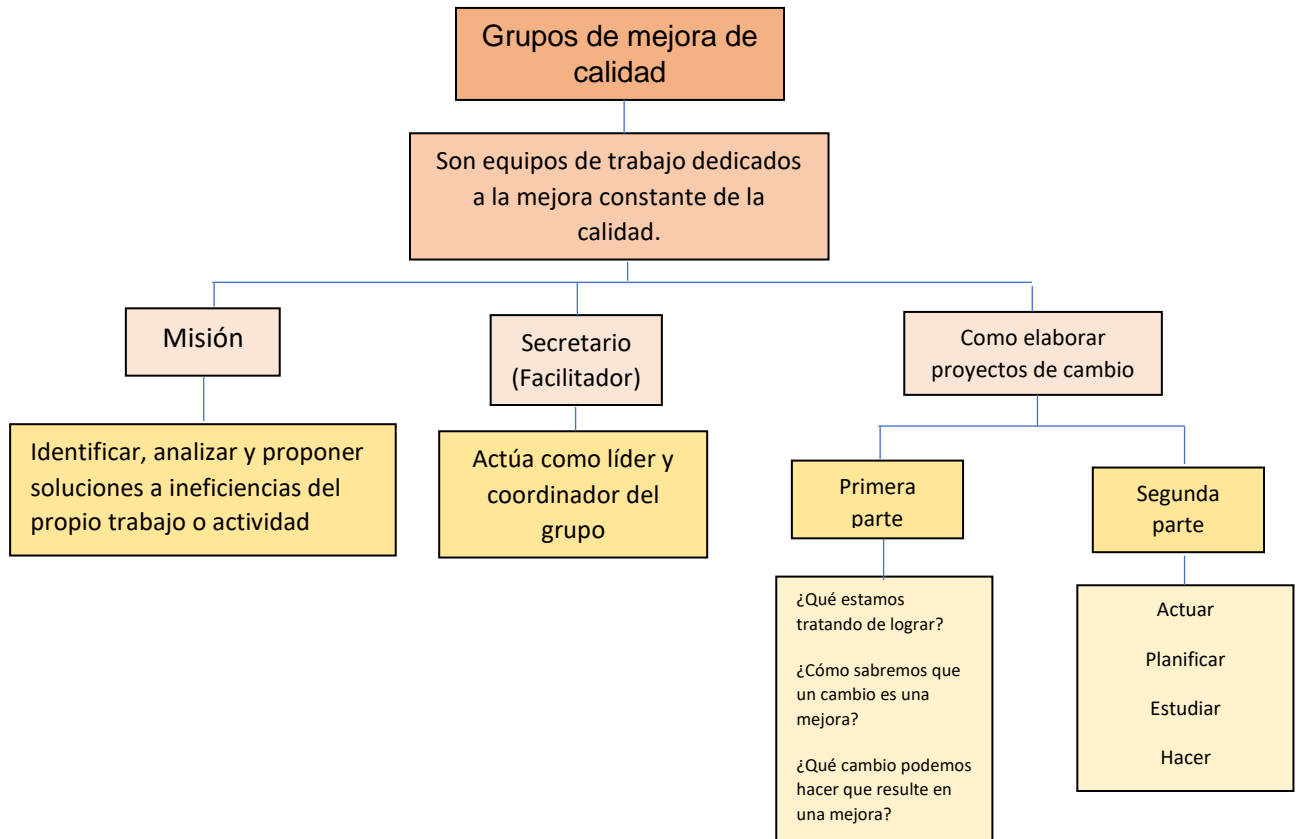 Grupos de mejora de
calidad
Son equipos de trabajo dedicados
a la mejora constante de la
calidad.
Misión
Identificar, analizar y proponer
soluciones a ineficiencias del
propio trabajo o actividad
Secretario
(Facilitador)
Actúa como líder y
coordinador del
grupo
Como elaborar
proyectos de cambio
Primera
parte
¿Qué estamos
tratando de lograr?
¿Cómo sabremos que
un cambio es una
mejora?
¿Qué cambio podemos
hacer que resulte en
una mejora?
Segunda
parte
Actuar
Planificar
Estudiar
Hacer